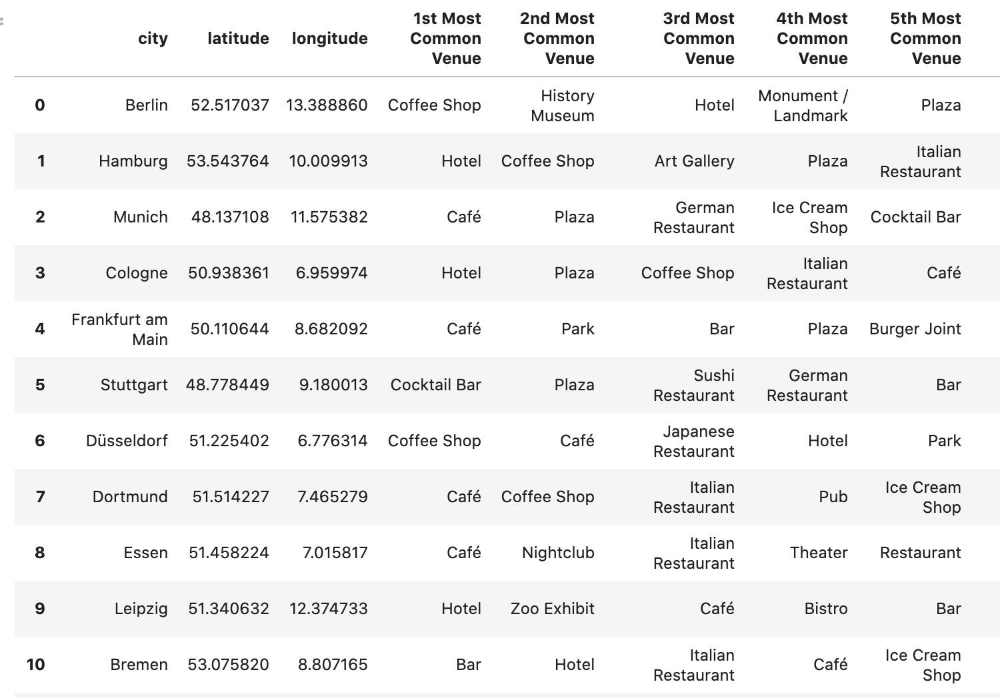 city latitude longitude 1st Most Common Venue 2nd Most Common Venue 3rd Most Common Venue 4th Most Common Venue 5th Most Common Venue
0 Berlin 52.517037 13.388860 Coffee Shop History Museum Hotel Monument / Landmark Plaza
1 Hamburg 53.543764 10.009913 Hotel Coffee Shop Art Gallery Plaza Italian Restaurant
2 Munich 48.137108 11.575382 Café Plaza German Restaurant Ice Cream Shop Cocktail Bar
3 Cologne 50.938361 6.959974 Hotel Plaza Coffee Shop Italian Restaurant Café
4 Frankfurt am Main 50.110644 8.682092 Café Park Bar Plaza Burger Joint
5 Stuttgart 48.778449 9.180013 Cocktail Bar Plaza Sushi Restaurant German Restaurant Bar
6 Düsseldorf 51.225402 6.776314 Coffee Shop Café Japanese Restaurant Hotel Park
7 Dortmund 51.514227 7.465279 Café Coffee Shop Italian Restaurant Pub Ice Cream Shop
8 Essen 51.458224 7.015817 Café Nightclub Italian Restaurant Theater Restaurant
9 Leipzig 51.340632 12.374733 Hotel Zoo Exhibit Café Bistro Bar
10 Bremen 53.075820 8.807165 Bar Hotel Italian Restaurant Café Ice Cream Shop